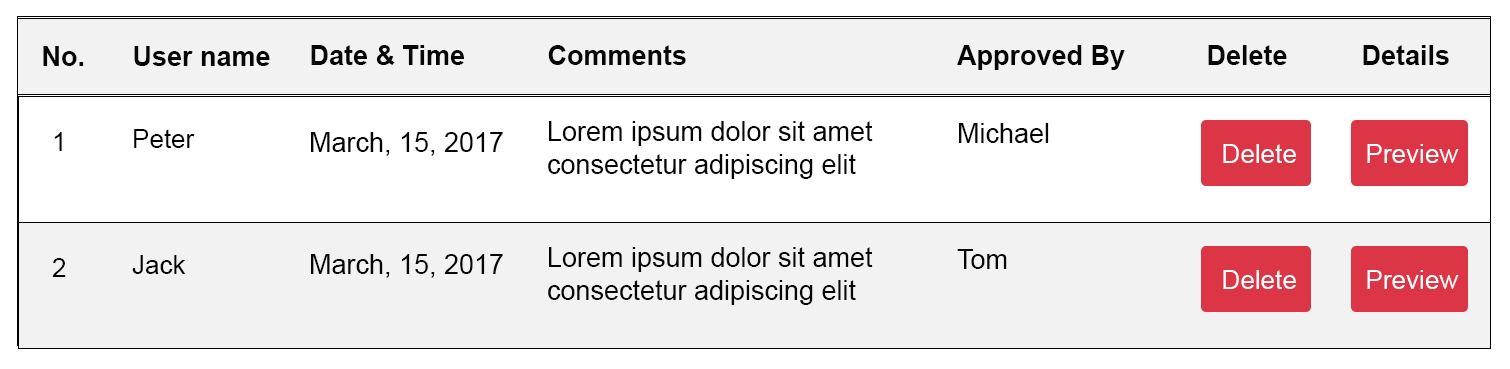 No. User name Date & Time Comments Approved By Delete Details
1 Peter March, 15, 2017 Lorem ipsum dolor sit amet Michael Delete Preview
consectetur adipiscing elit
2 Jack March, 15, 2017 Lorem ipsum dolor sit amet Tom Delete Preview
consectetur adipiscing elit